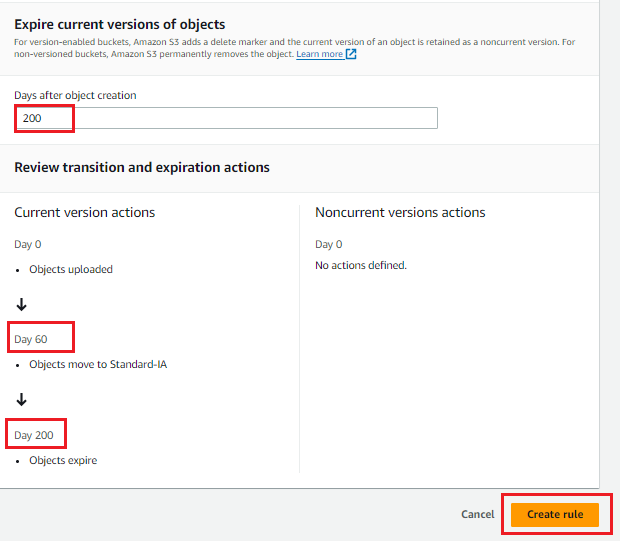 Expire current versions of objects
For version-enabled buckets, Amazon S3 adds a delete marker and the current version of an object is retained as a noncurrent version. For
non-versioned buckets, Amazon S3 permanently removes the object. Learn more
Days after object creation
200
Review transition and expiration actions
Current version actions
Day 0
• Objects uploaded
↓
Day 60
• Objects move to Standard-IA
↓
Day 200
• Objects expire
Noncurrent versions actions
Day 0
No actions defined.
Cancel
Create rule